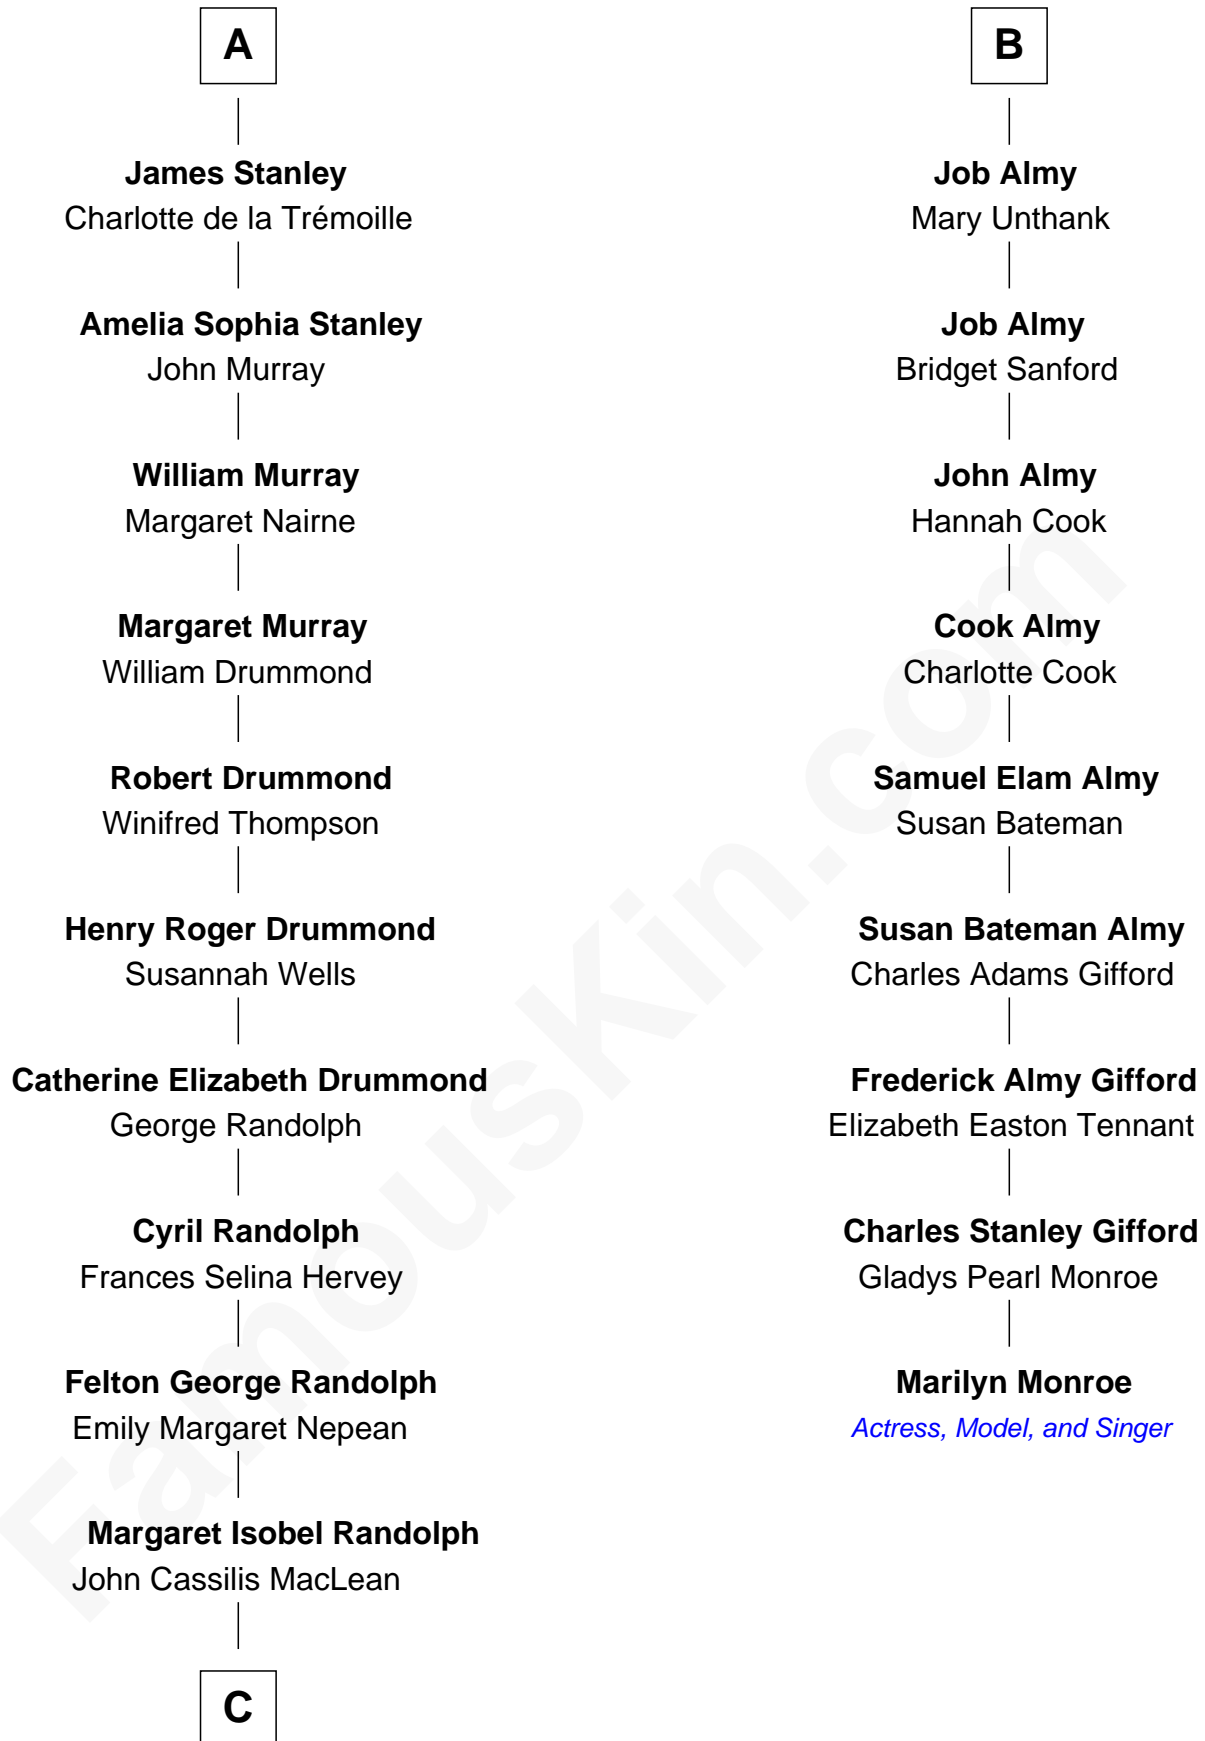 A
James Stanley
Charlotte de la Trémoille
Amelia Sophia Stanley
John Murray
William Murray
Margaret Nairne
Margaret Murray
William Drummond
Robert Drummond
Winifred Thompson
Henry Roger Drummond
Susannah Wells
Catherine Elizabeth Drummond
George Randolph
Cyril Randolph
Frances Selina Hervey
Felton George Randolph
Emily Margaret Nepean
Margaret Isobel Randolph
John Cassilis MacLean
C
B
Job Almy
Mary Unthank
Job Almy
Bridget Sanford
John Almy
Hannah Cook
Cook Almy
Charlotte Cook
Samuel Elam Almy
Susan Bateman
Susan Bateman Almy
Charles Adams Gifford
Frederick Almy Gifford
Elizabeth Easton Tennant
Charles Stanley Gifford
Gladys Pearl Monroe
Marilyn Monroe
Actress, Model, and Singer
FamousKin.com